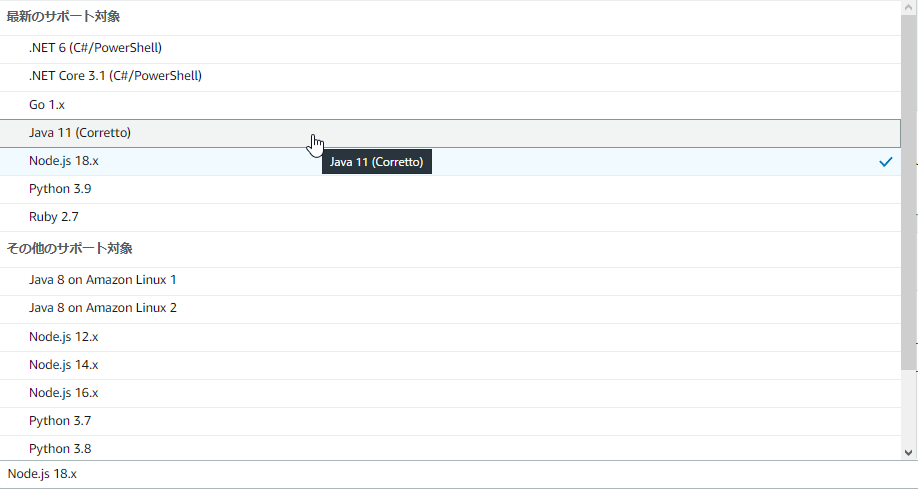 最新のサポート対象
.NET 6 (C#/PowerShell)
.NET Core 3.1 (C#/PowerShell)
Go 1.x
Java 11 (Corretto)
Java 11 (Corretto)
Node.js 18.x
Python 3.9
Ruby 2.7
その他のサポート対象
Java 8 on Amazon Linux 1
Java 8 on Amazon Linux 2
Node.js 12.x
Node.js 14.x
Node.js 16.x
Python 3.7
Python 3.8
Node.js 18.x